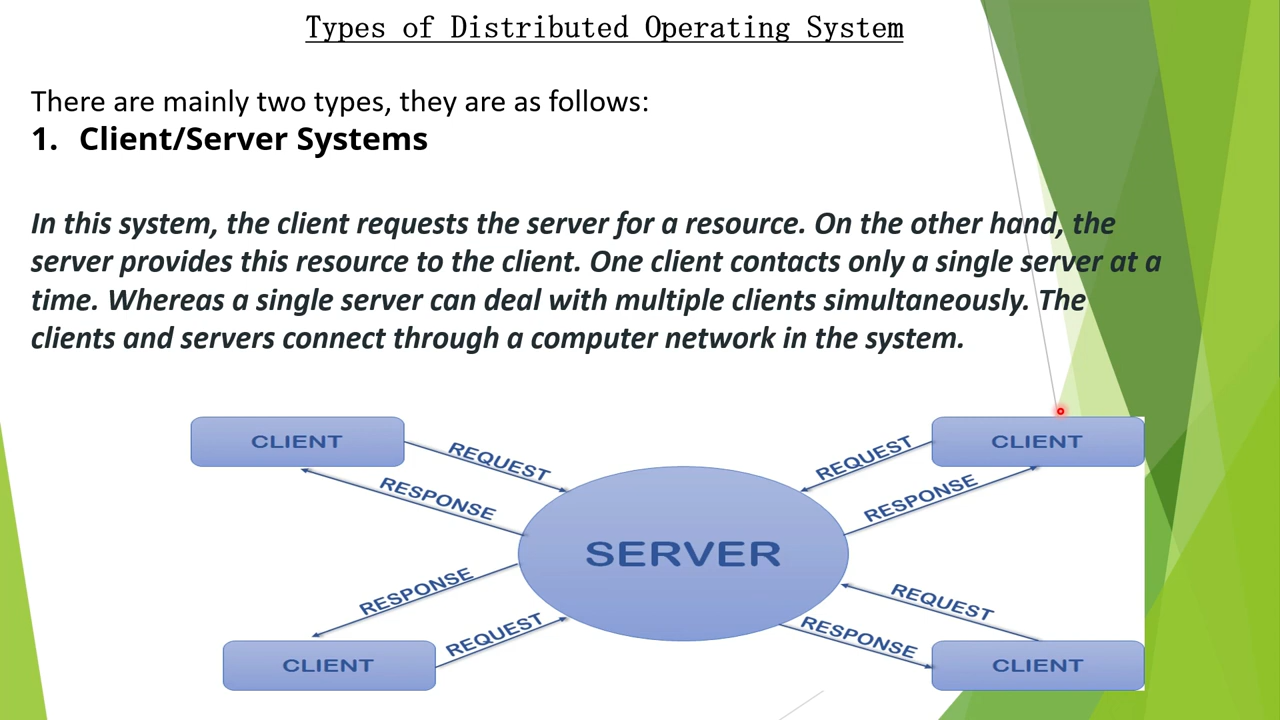 Types of Distributed Operating System
There are mainly two types, they are as follows:
1. Client/Server Systems
In this system, the client requests the server for a resource. On the other hand, the
server provides this resource to the client. One client contacts only a single server at a
time. Whereas a single server can deal with multiple clients simultaneously. The
clients and servers connect through a computer network in the system.
CLIENT
REQUEST
RESPONSE
REQUEST
CLIENT
RESPONSE
SERVER
RESPONSE
REQUEST
CLIENT
REQUEST
RESPONSE
CLIENT